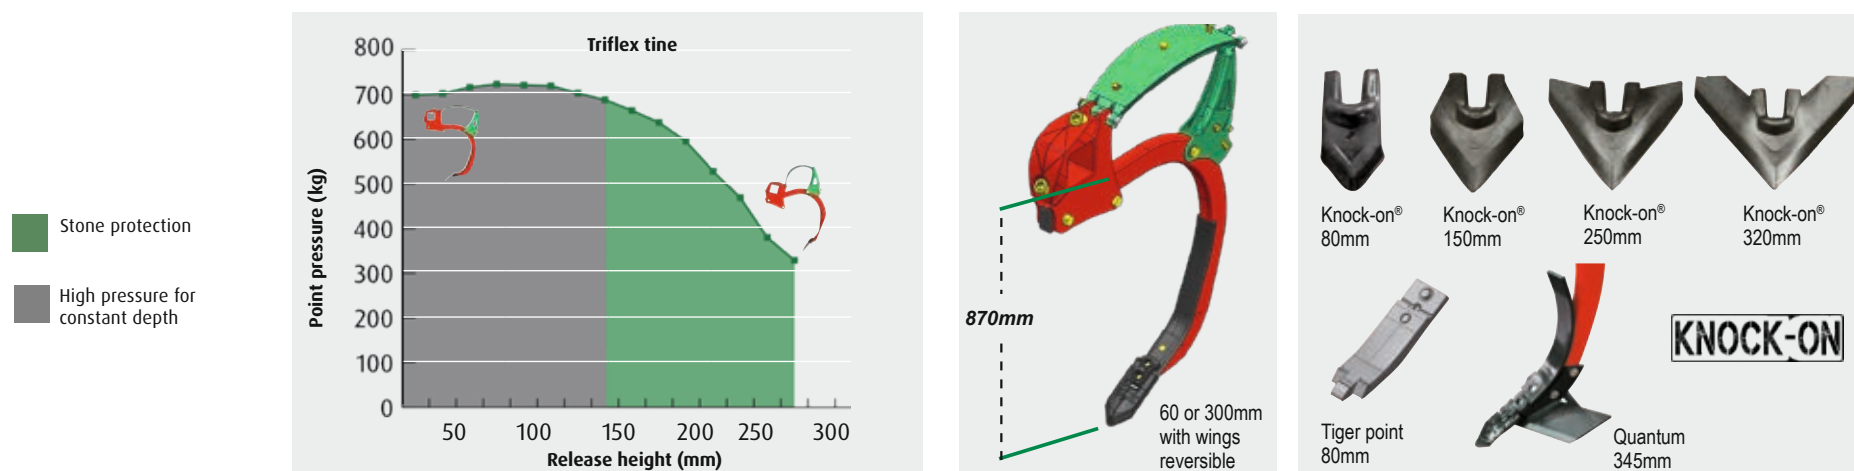 Stone protection
High pressure for
constant depth
Triflex tine
Point pressure (kg)
800
700
600
500
400
300
200
100
0
50 100 150 200 250 300
Release height (mm)
870mm
60 or 300mm
with wings
reversible
Knock-on®
80mm
Knock-on®
150mm
Knock-on®
250mm
Knock-on®
320mm
Tiger point
80mm
Quantum
345mm
KNOCK-ON